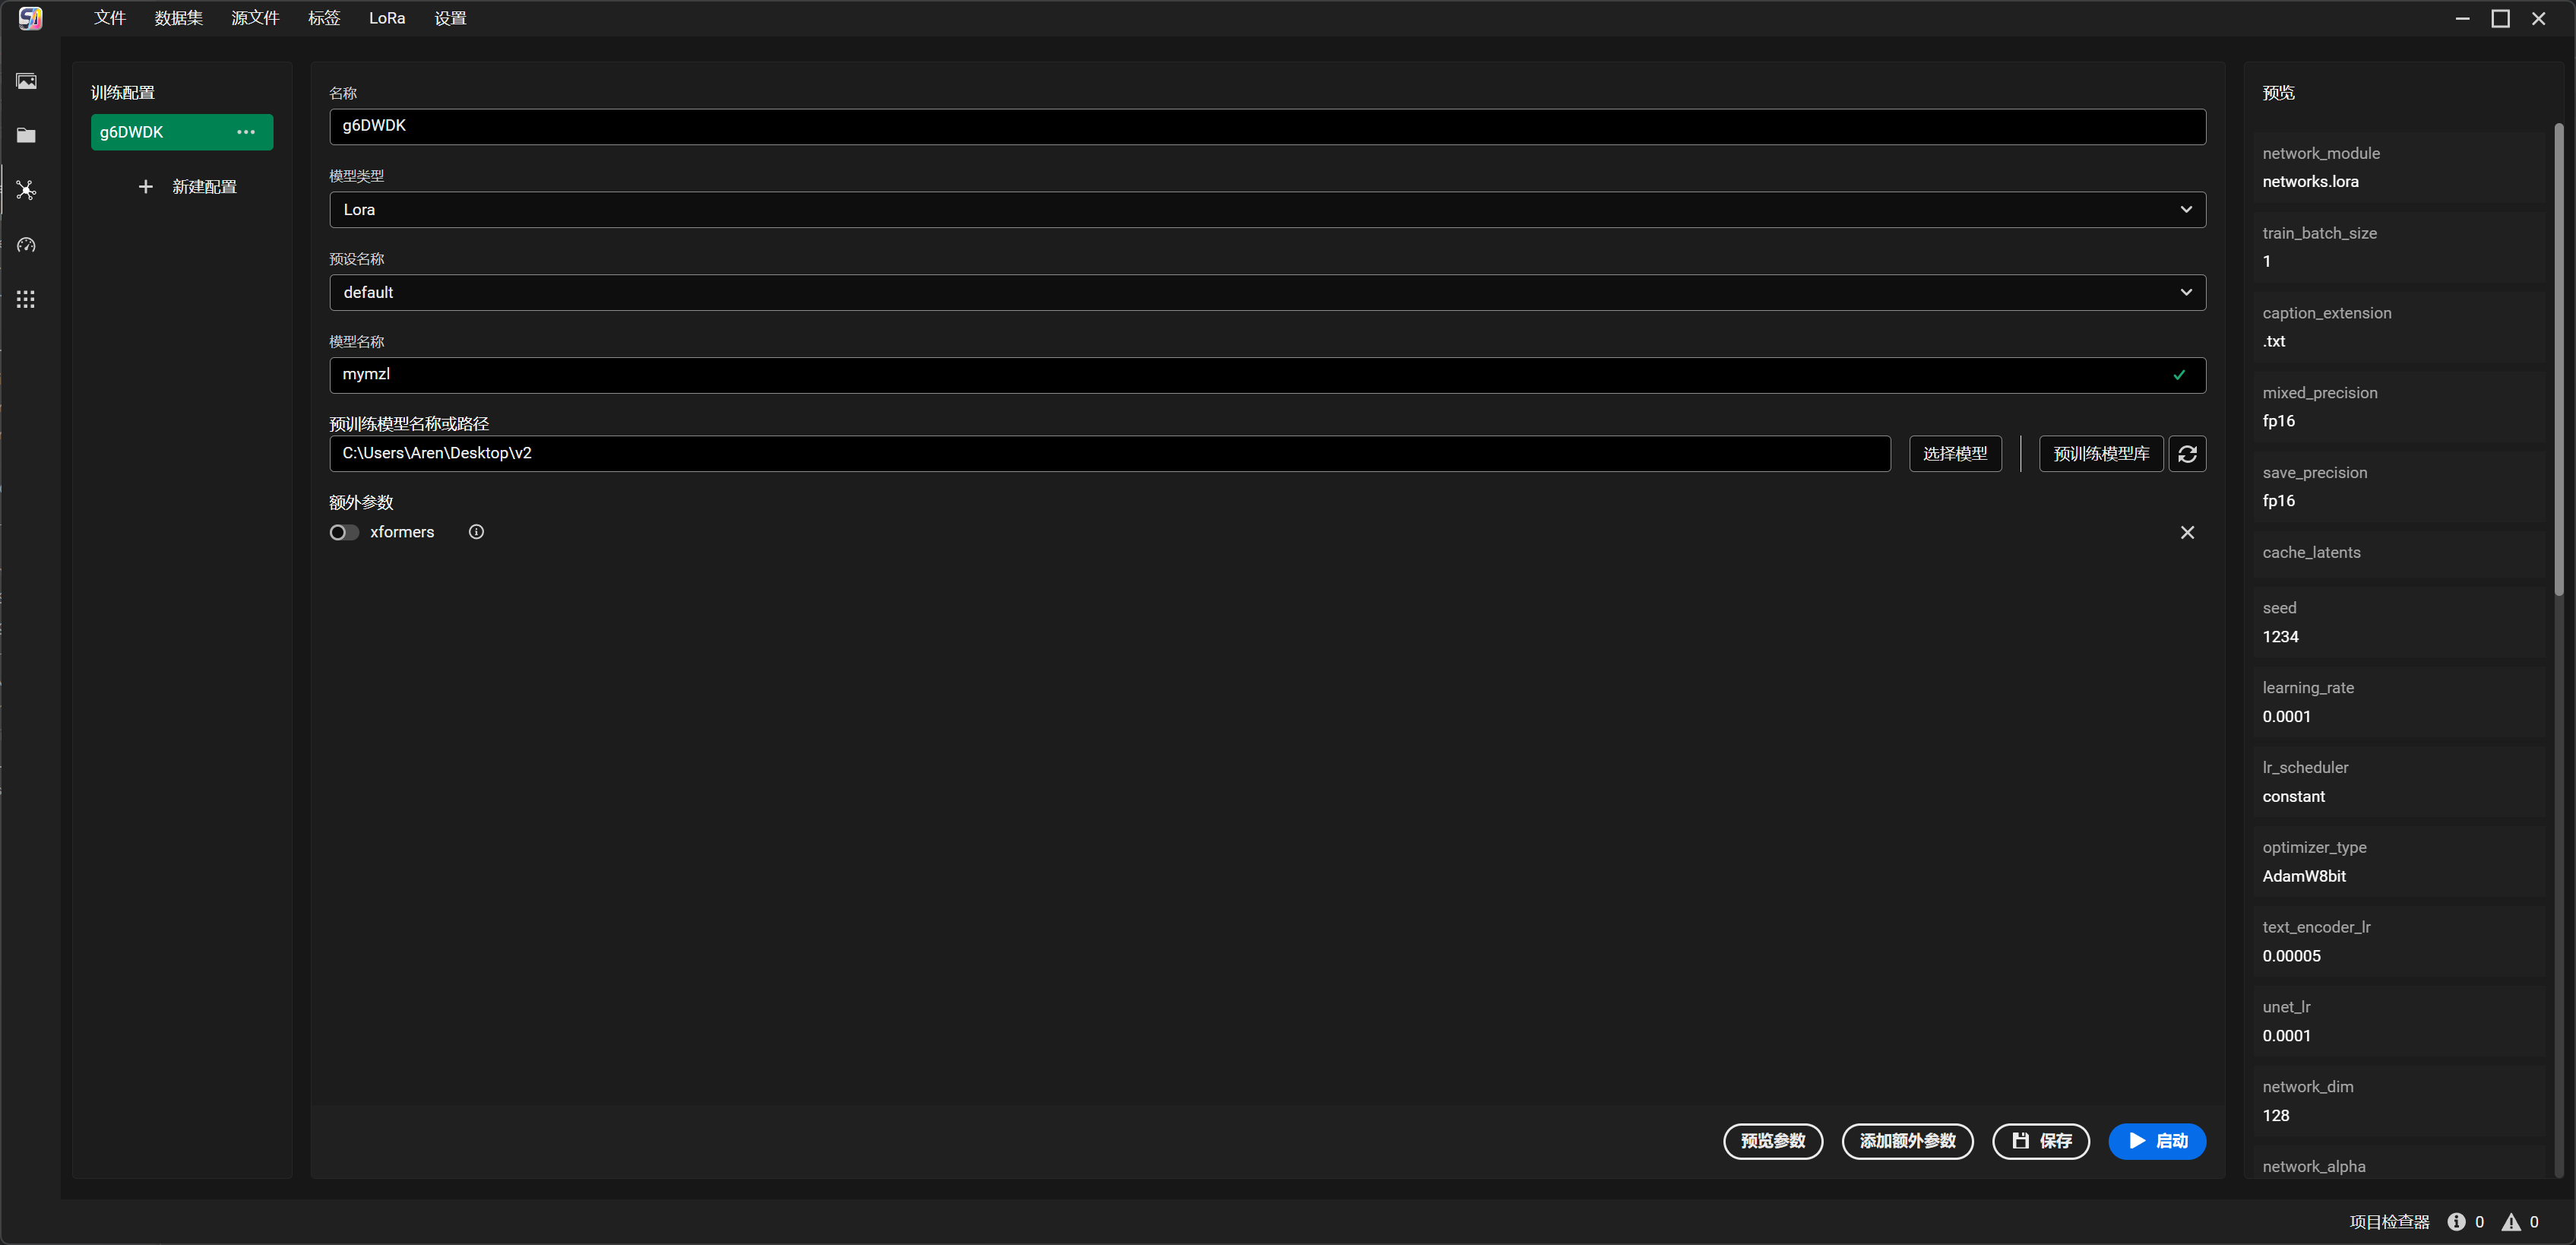 文件 数据集 源文件 标签 LoRa 设置
训练配置
g6DWDK
新建配置
名称
g6DWDK
模型类型
Lora
预设名称
default
模型名称
mymzl
预训练模型名称或路径
C:\Users\Aren\Desktop\v2
选择模型
预训练模型库
额外参数
xformers
预览参数
添加额外参数
保存
启动
预览
network_module
networks.lora
train_batch_size
1
caption_extension
.txt
mixed_precision
fp16
save_precision
fp16
cache_latents
seed
1234
learning_rate
0.0001
lr_scheduler
constant
optimizer_type
AdamW8bit
text_encoder_lr
0.00005
unet_lr
0.0001
network_dim
128
network_alpha
项目检查器 0 0